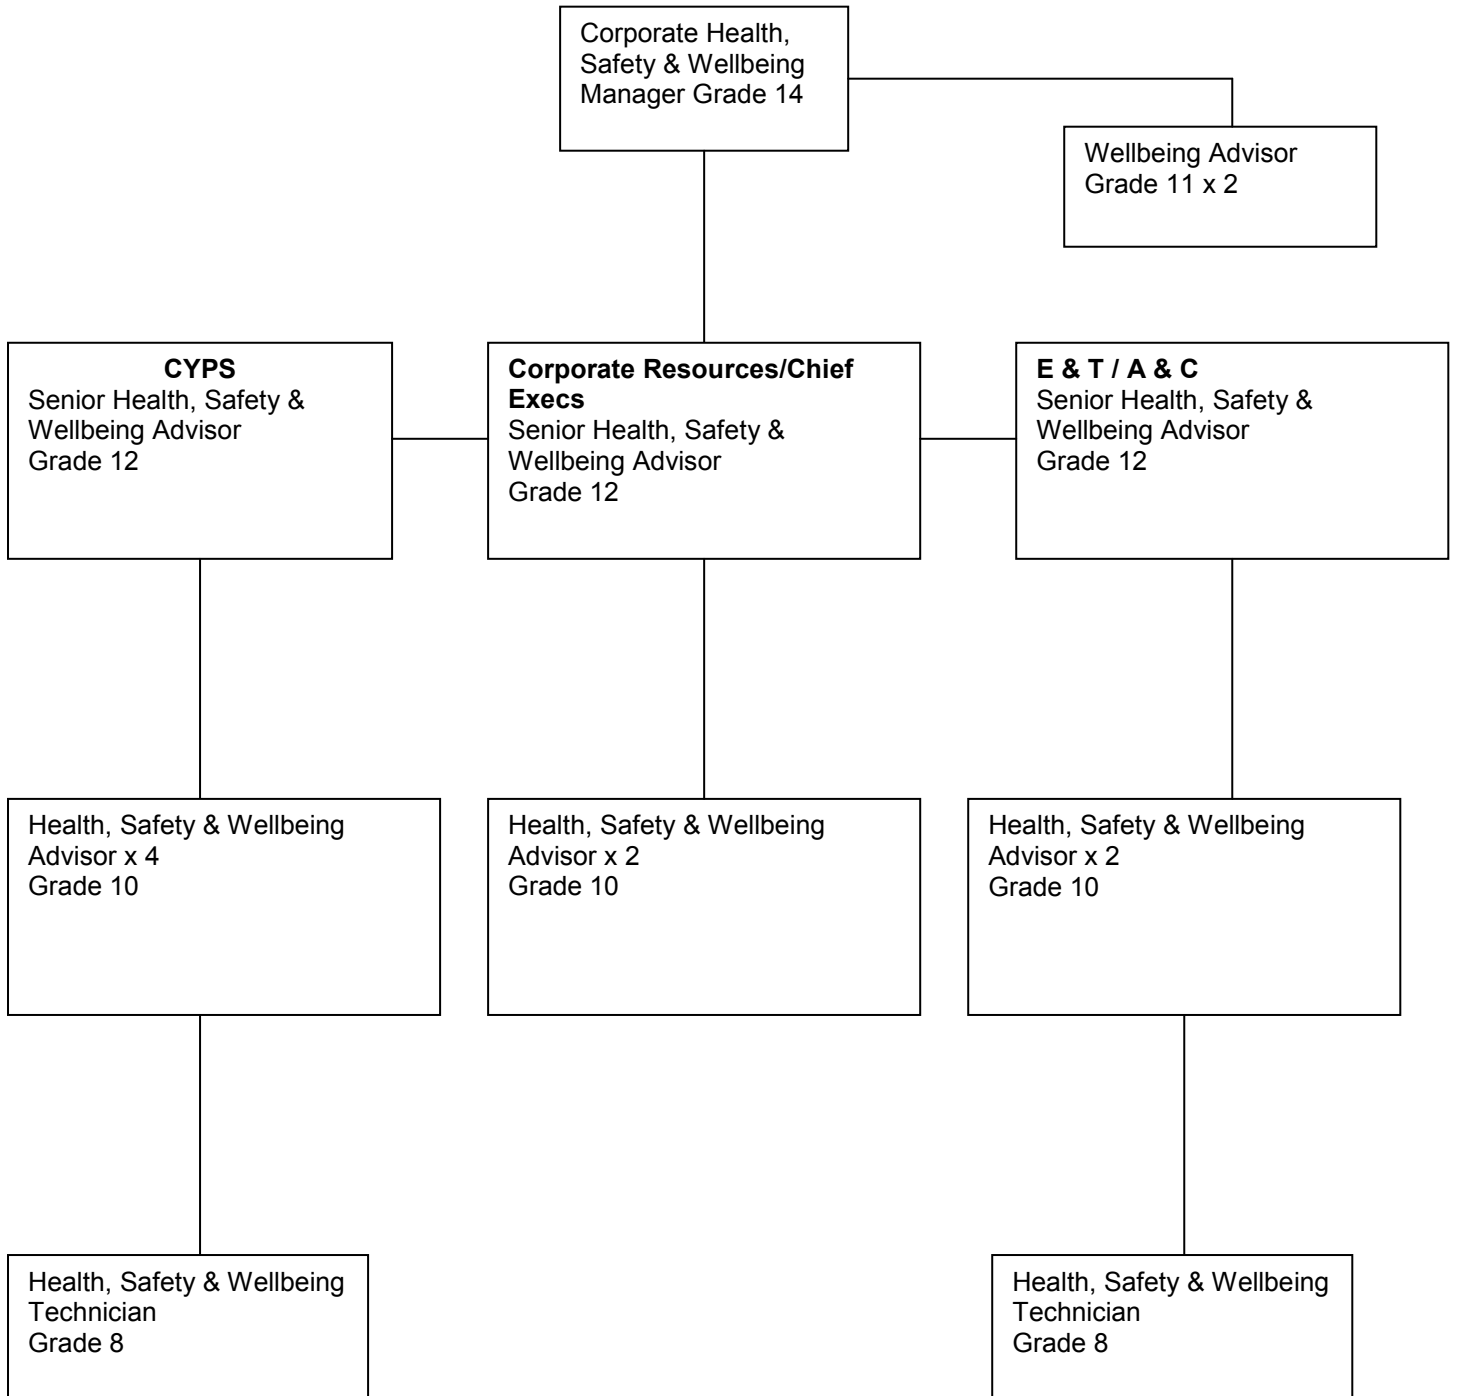 Corporate Health,
Safety & Wellbeing
Manager Grade 14
Wellbeing Advisor
Grade 11 x 2
CYPS
Senior Health, Safety &
Wellbeing Advisor
Grade 12
Corporate Resources/Chief
Execs
Senior Health, Safety &
Wellbeing Advisor
Grade 12
E & T / A & C
Senior Health, Safety &
Wellbeing Advisor
Grade 12
Health, Safety & Wellbeing
Advisor x 4
Grade 10
Health, Safety & Wellbeing
Advisor x 2
Grade 10
Health, Safety & Wellbeing
Advisor x 2
Grade 10
Health, Safety & Wellbeing
Technician
Grade 8
Health, Safety & Wellbeing
Technician
Grade 8